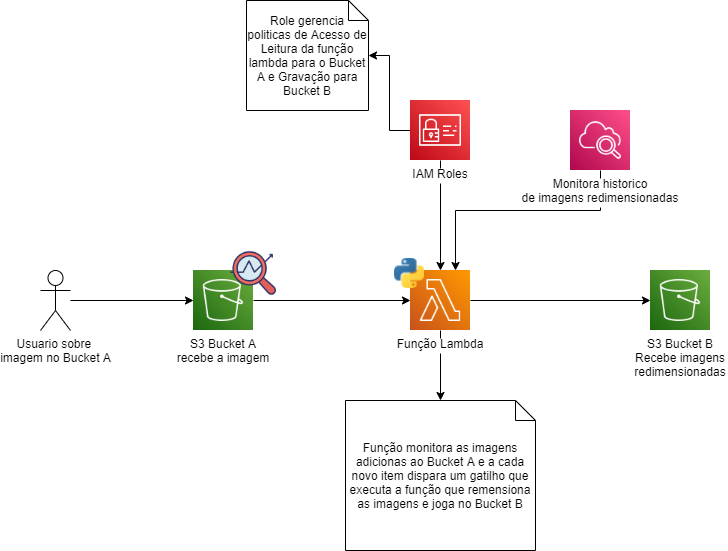 Role gerencia
politicas de Acesso de
Leitura da função
lambda para o Bucket
A e Gravação para
Bucket B
IAM Roles
Monitora historico
de imagens redimensionadas
Usuario sobre
imagem no Bucket A
S3 Bucket A
recebe a imagem
Função Lambda
S3 Bucket B
Recebe imagens
redimensionadas
Função monitora as imagens
adicionas ao Bucket A e a cada
novo item dispara um gatilho que
executa a função que remensiona
as imagens e joga no Bucket B